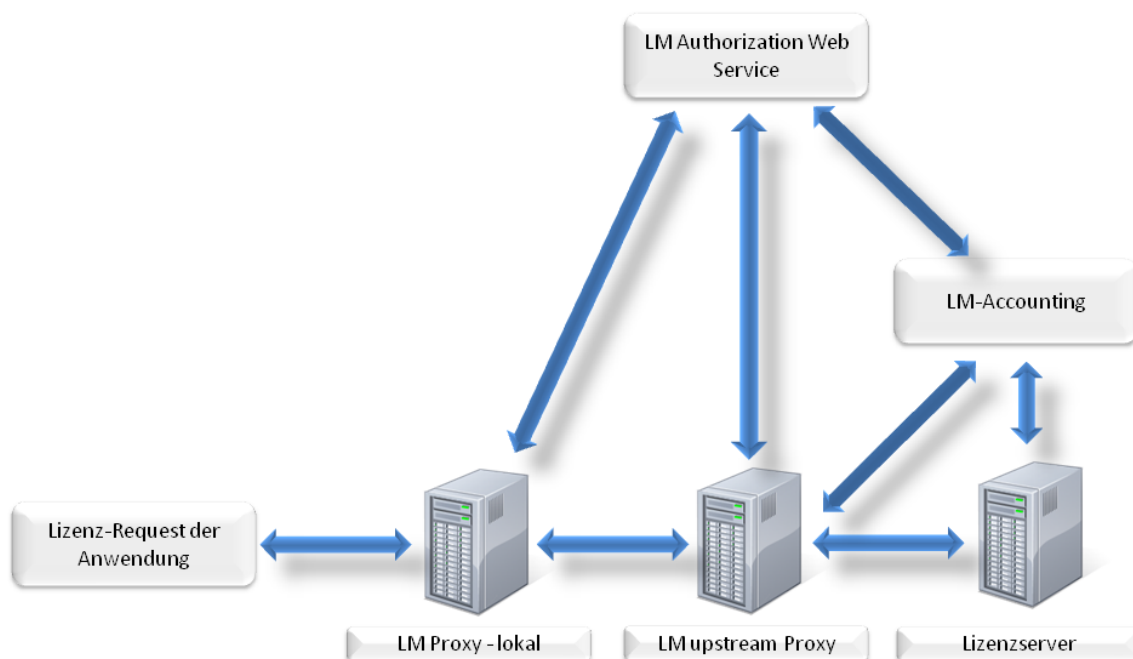 LM Authorization Web
Service
LM-Accounting
Lizenz-Request der
Anwendung
LM Proxy - lokal
LM upstream Proxy
Lizenzserver